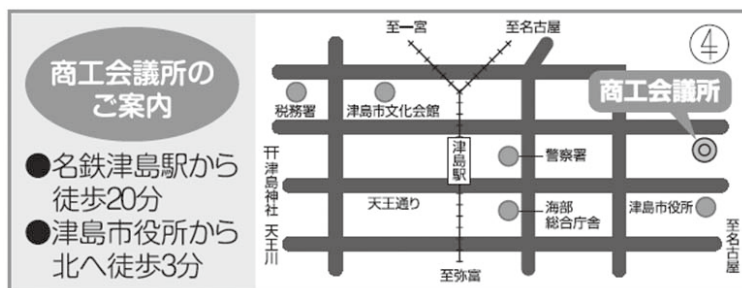 商工会議所の
ご案内
●名鉄津島駅から
徒歩20分
●津島市役所から
北へ徒歩3分
至一宮
至名古屋
4
商工会議所
税務署
津島市文化会館
津島駅
警察署
津島神社
天王川
天王通り
海部
総合庁舎
津島市役所
至名古屋
至弥富